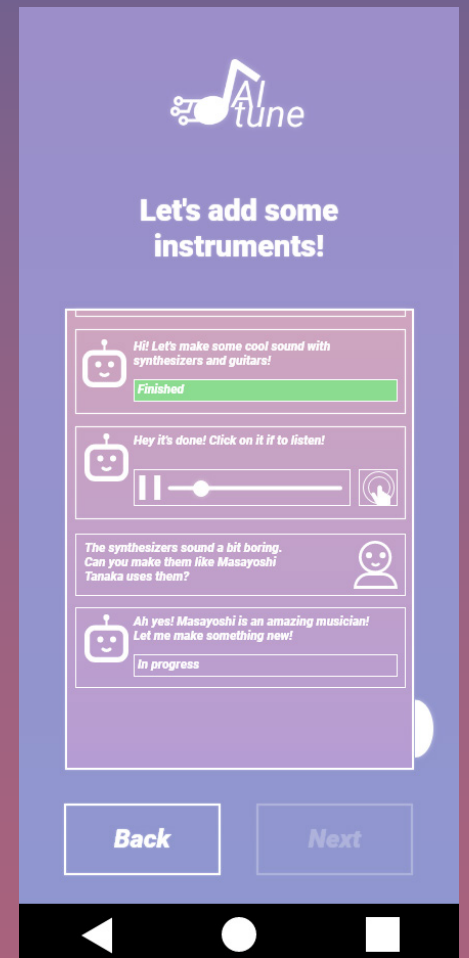 AI
tune
Let's add some
instruments!
Hi! Let's make some cool sound with
synthesizers and guitars!
Finished
Hey it's done! Click on it if to listen!
The synthesizers sound a bit boring.
Can you make them like Masayoshi
Tanaka uses them?
Ah yes! Masayoshi is an amazing musician!
Let me make something new!
In progress
Back
Next